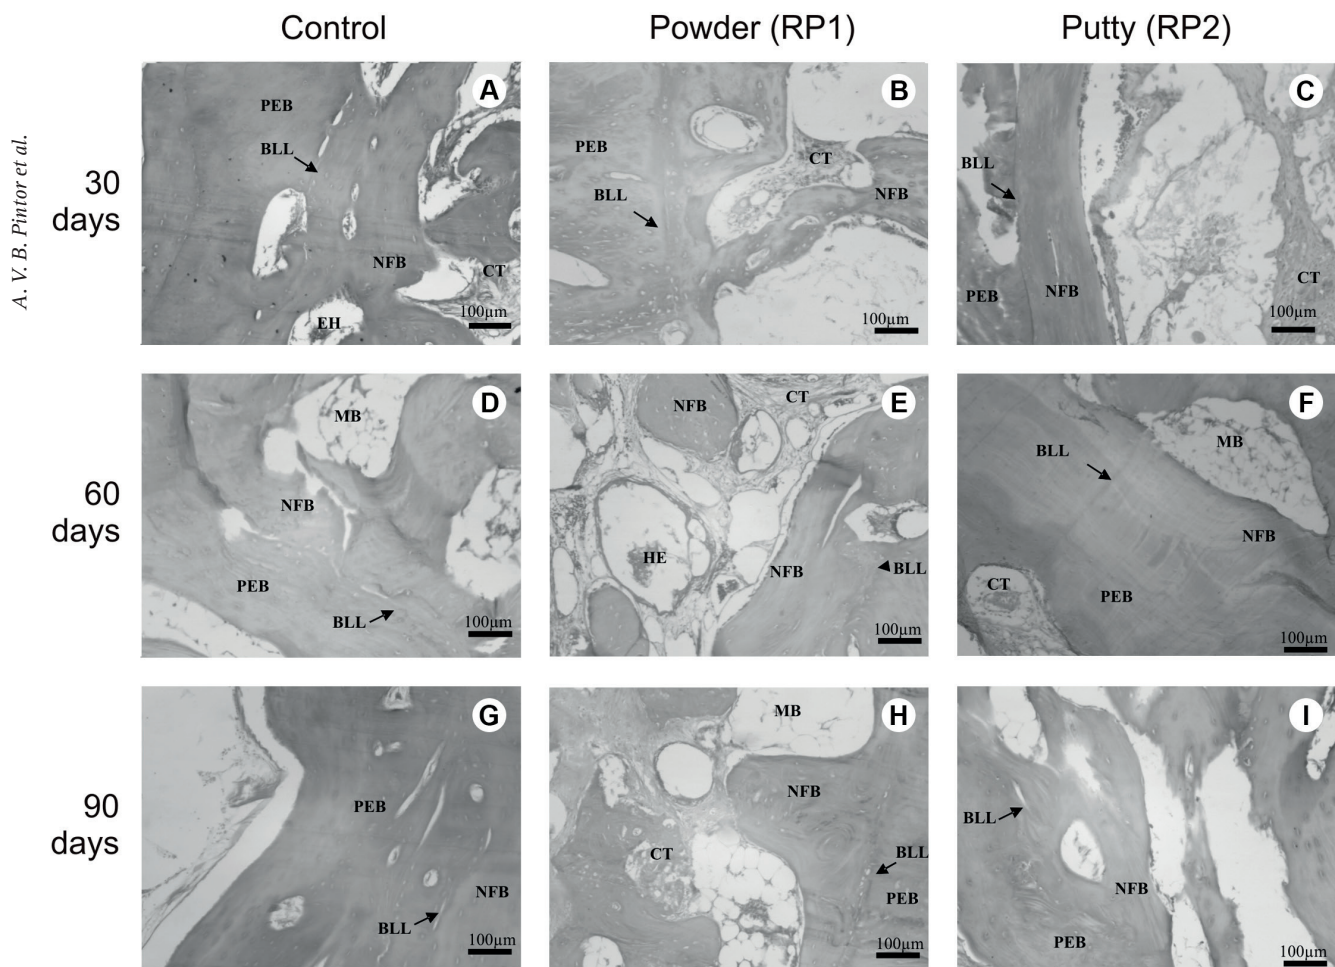 Control
Powder (RP1)
Putty (RP2)
A. V. B. Pintor et al.
30
days
A
PEB
BLL
NFB
CT
EH
100µm
B
PEB
BLL
CT
NFB
100µm
C
BLL
PEB
NFB
CT
100µm
60
days
D
MB
NFB
PEB
BLL
100µm
E
NFB
CT
HE
NFB
BLL
100µm
F
BLL
MB
NFB
CT
PEB
100µm
90
days
G
PEB
NFB
BLL
100µm
H
MB
NFB
CT
BLL
PEB
100µm
I
BLL
NFB
PEB
100µm